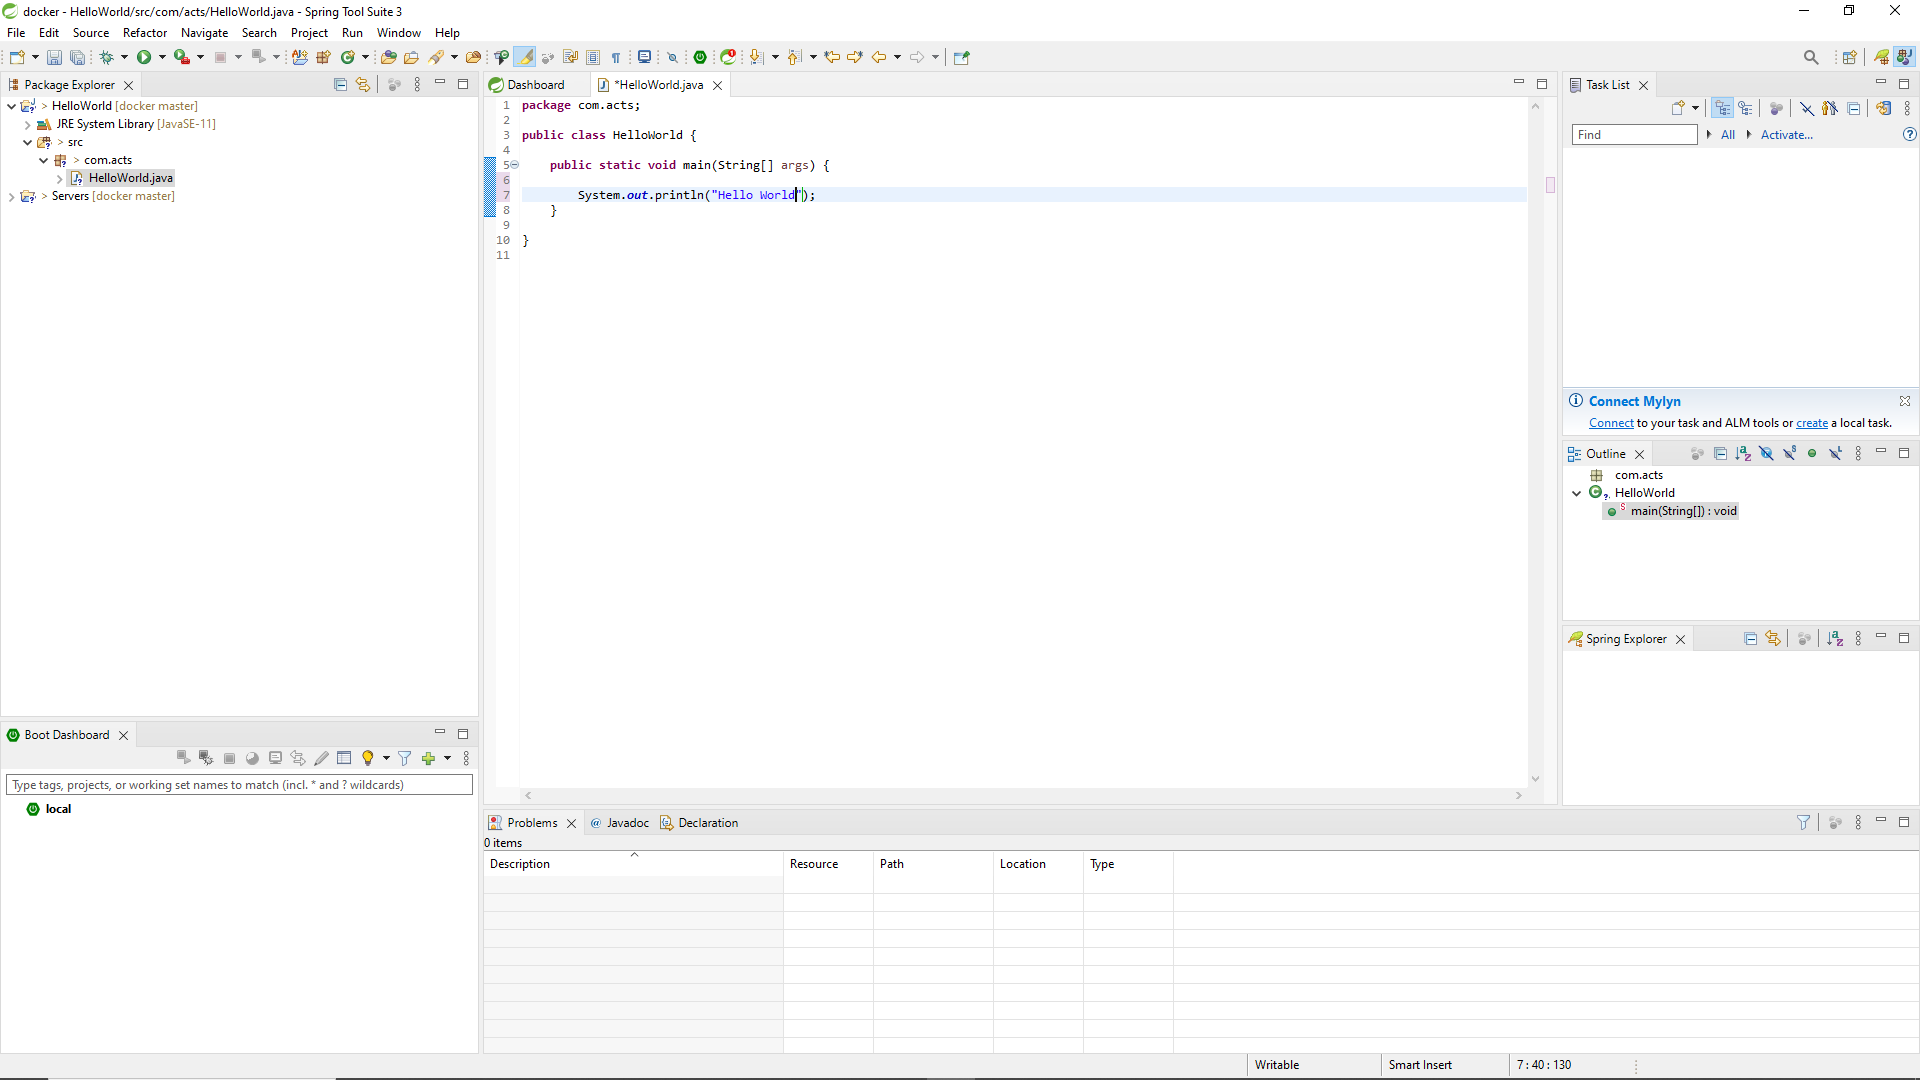 docker - HelloWorld/src/com/acts/HelloWorld.java - Spring Tool Suite 3
File Edit Source Refactor Navigate Search Project Run Window Help
Package Explorer
> HelloWorld [docker master]
JRE System Library [JavaSE-11]
> src
> com.acts
HelloWorld.java
> Servers [docker master]
Dashboard
*HelloWorld.java
1 package com.acts;
2
3 public class HelloWorld {
4
5 public static void main(String[] args) {
6
7 System.out.println("Hello World");
8 }
9
10 }
11
Task List
Find All Activate...
Connect Mylyn
Connect to your task and ALM tools or create a local task.
Outline
com.acts
HelloWorld
main(String[]) : void
Spring Explorer
Boot Dashboard
Type tags, projects, or working set names to match (incl. * and ? wildcards)
local
Problems @ Javadoc Declaration
0 items
Description Resource Path Location Type
Writable Smart Insert 7 : 40 : 130